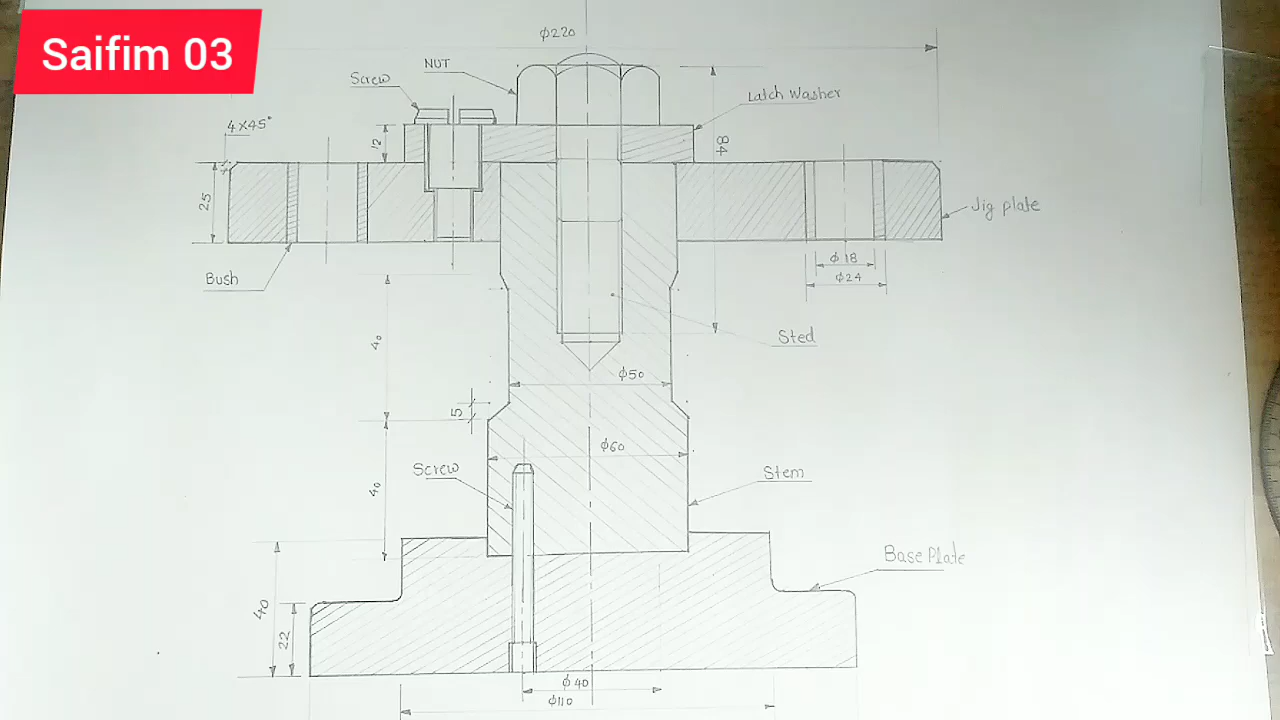 Saifim 03
ϕ220
NUT
Screw
Latch Washer
4X45°
12
84
25
Jig plate
ϕ18
Bush
ϕ24
40
Sted
ϕ50
5
ϕ60
Screw
Stem
40
Base Plate
40
22
ϕ40
ϕ110